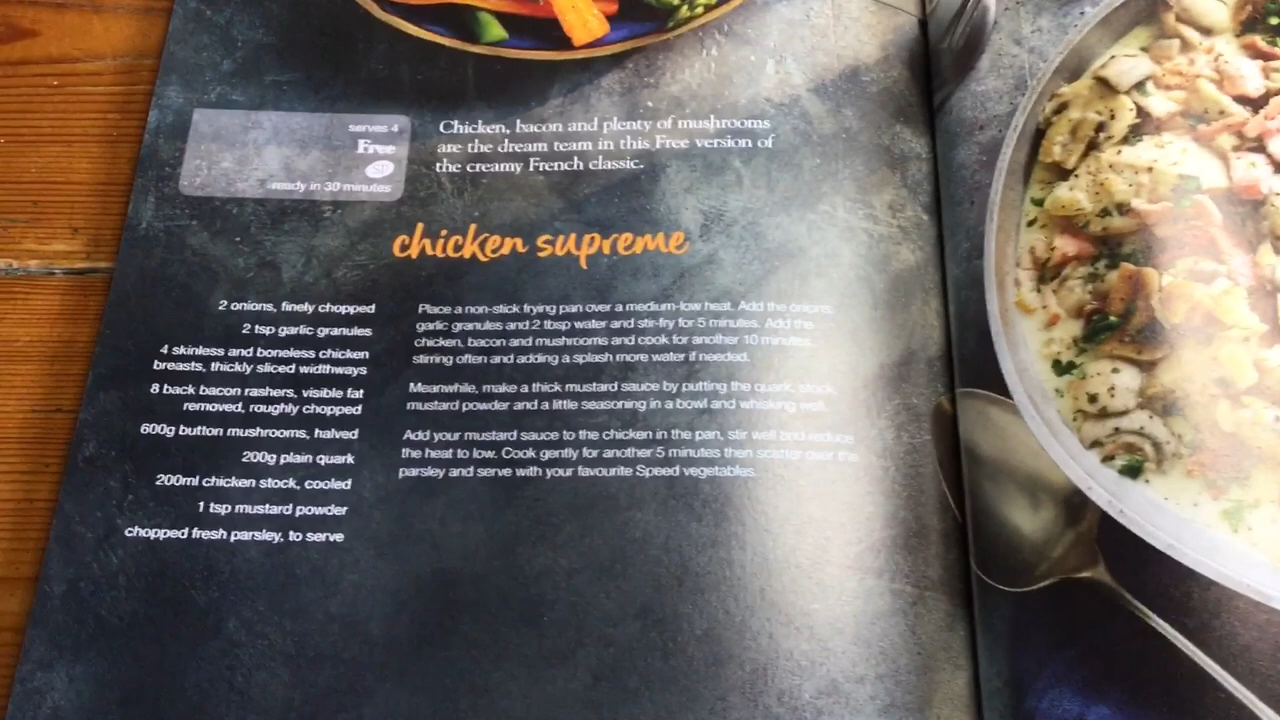 serves 4
Free
SP
ready in 30 minutes
Chicken, bacon and plenty of mushrooms
are the dream team in this Free version of
the creamy French classic.
chicken supreme
2 onions, finely chopped
2 tsp garlic granules
4 skinless and boneless chicken
breasts, thickly sliced widthways
8 back bacon rashers, visible fat
removed, roughly chopped
600g button mushrooms, halved
200g plain quark
200ml chicken stock, cooled
1 tsp mustard powder
chopped fresh parsley, to serve
Place a non-stick frying pan over a medium-low heat. Add the onions,
garlic granules and 2 tbsp water and stir-fry for 5 minutes. Add the
chicken, bacon and mushrooms and cook for another 10 minutes,
stirring often and adding a splash more water if needed.
Meanwhile, make a thick mustard sauce by putting the quark, stock,
mustard powder and a little seasoning in a bowl and whisking well.
Add your mustard sauce to the chicken in the pan, stir well and reduce
the heat to low. Cook gently for another 5 minutes then scatter over the
parsley and serve with your favourite Speed vegetables.